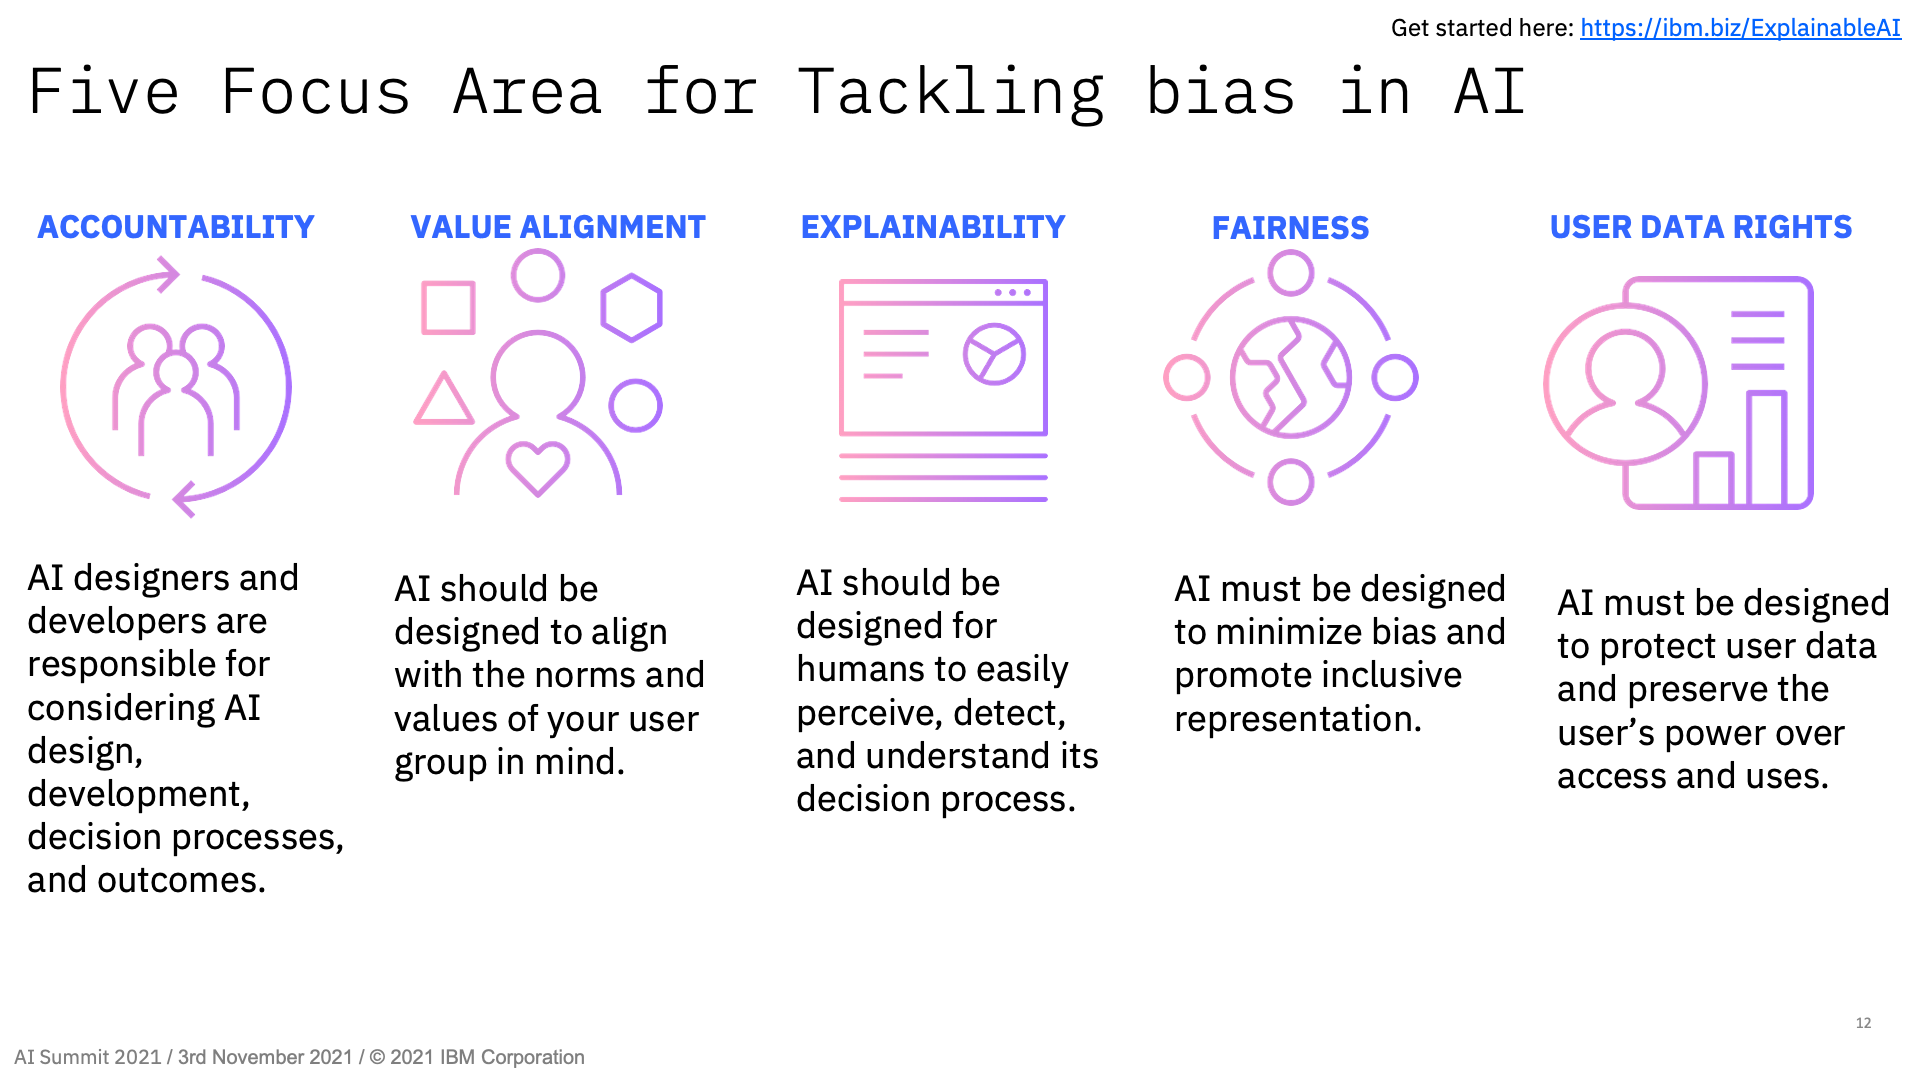 Get started here: https://ibm.biz/ExplainableAI
Five Focus Area for Tackling bias in AI
ACCOUNTABILITY
AI designers and
developers are
responsible for
considering AI
design,
development,
decision processes,
and outcomes.
VALUE ALIGNMENT
AI should be
designed to align
with the norms and
values of your user
group in mind.
EXPLAINABILITY
AI should be
designed for
humans to easily
perceive, detect,
and understand its
decision process.
FAIRNESS
AI must be designed
to minimize bias and
promote inclusive
representation.
USER DATA RIGHTS
AI must be designed
to protect user data
and preserve the
user’s power over
access and uses.
12
AI Summit 2021 / 3rd November 2021 / © 2021 IBM Corporation